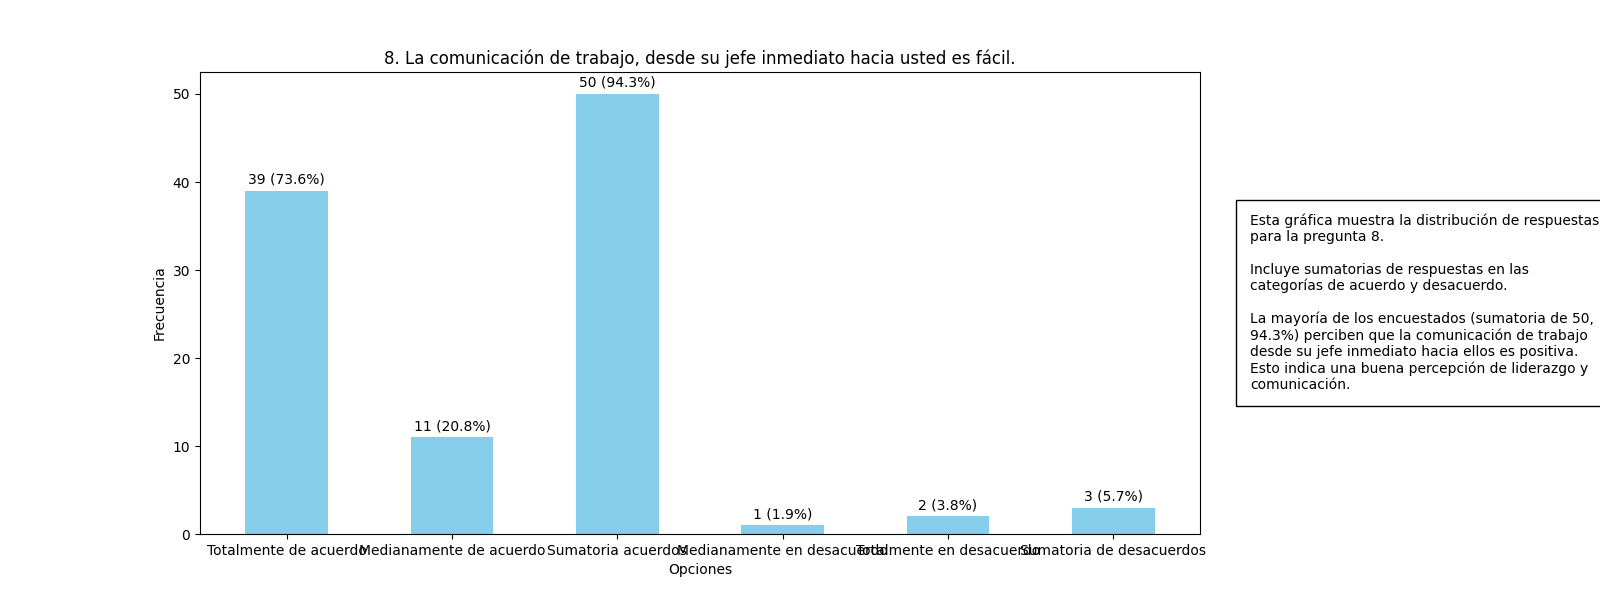 8. La comunicación de trabajo, desde su jefe inmediato hacia usted es fácil.
50 (94.3%)
39 (73.6%)
11 (20.8%)
1 (1.9%)
2 (3.8%)
3 (5.7%)
50
40
30
20
10
0
Frecuencia
Totalmente de acuerdo
Medianamente de acuerdo
Sumatoria acuerdos
Medianamente en desacuerdo
Totalmente en desacuerdo
Sumatoria de desacuerdos
Opciones
Esta gráfica muestra la distribución de respuestas
para la pregunta 8.
Incluye sumatorias de respuestas en las
categorías de acuerdo y desacuerdo.
La mayoría de los encuestados (sumatoria de 50,
94.3%) perciben que la comunicación de trabajo
desde su jefe inmediato hacia ellos es positiva.
Esto indica una buena percepción de liderazgo y
comunicación.